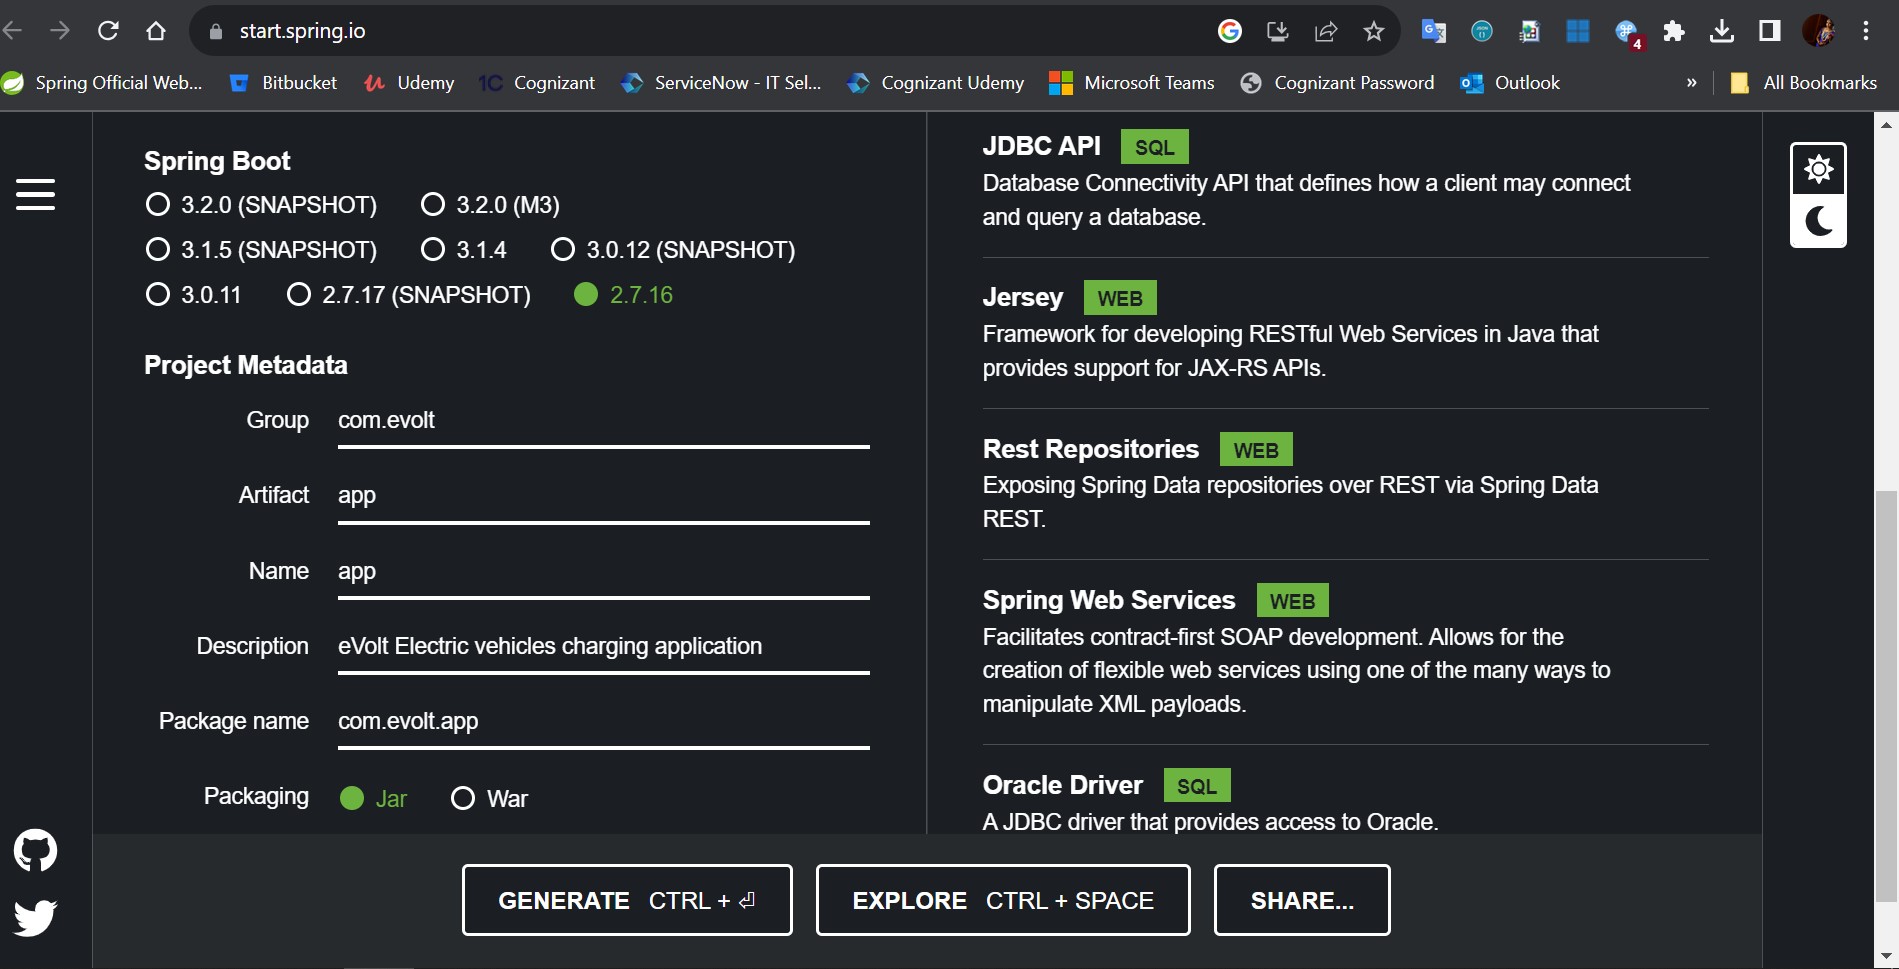 start.spring.io
4
Spring Official Web... Bitbucket Udemy 1C Cognizant ServiceNow - IT Sel... Cognizant Udemy Microsoft Teams Cognizant Password Outlook » All Bookmarks
Spring Boot
3.2.0 (SNAPSHOT) 3.2.0 (M3)
3.1.5 (SNAPSHOT) 3.1.4 3.0.12 (SNAPSHOT)
3.0.11 2.7.17 (SNAPSHOT) 2.7.16
Project Metadata
Group com.evolt
Artifact app
Name app
Description eVolt Electric vehicles charging application
Package name com.evolt.app
Packaging Jar War
JDBC API SQL
Database Connectivity API that defines how a client may connect
and query a database.
Jersey WEB
Framework for developing RESTful Web Services in Java that
provides support for JAX-RS APIs.
Rest Repositories WEB
Exposing Spring Data repositories over REST via Spring Data
REST.
Spring Web Services WEB
Facilitates contract-first SOAP development. Allows for the
creation of flexible web services using one of the many ways to
manipulate XML payloads.
Oracle Driver SQL
A JDBC driver that provides access to Oracle.
GENERATE CTRL + ⏎ EXPLORE CTRL + SPACE SHARE...